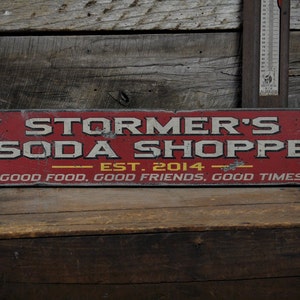 STORMER'S
SODA SHOPPE
EST. 2014
GOOD FOOD, GOOD FRIENDS, GOOD TIMES